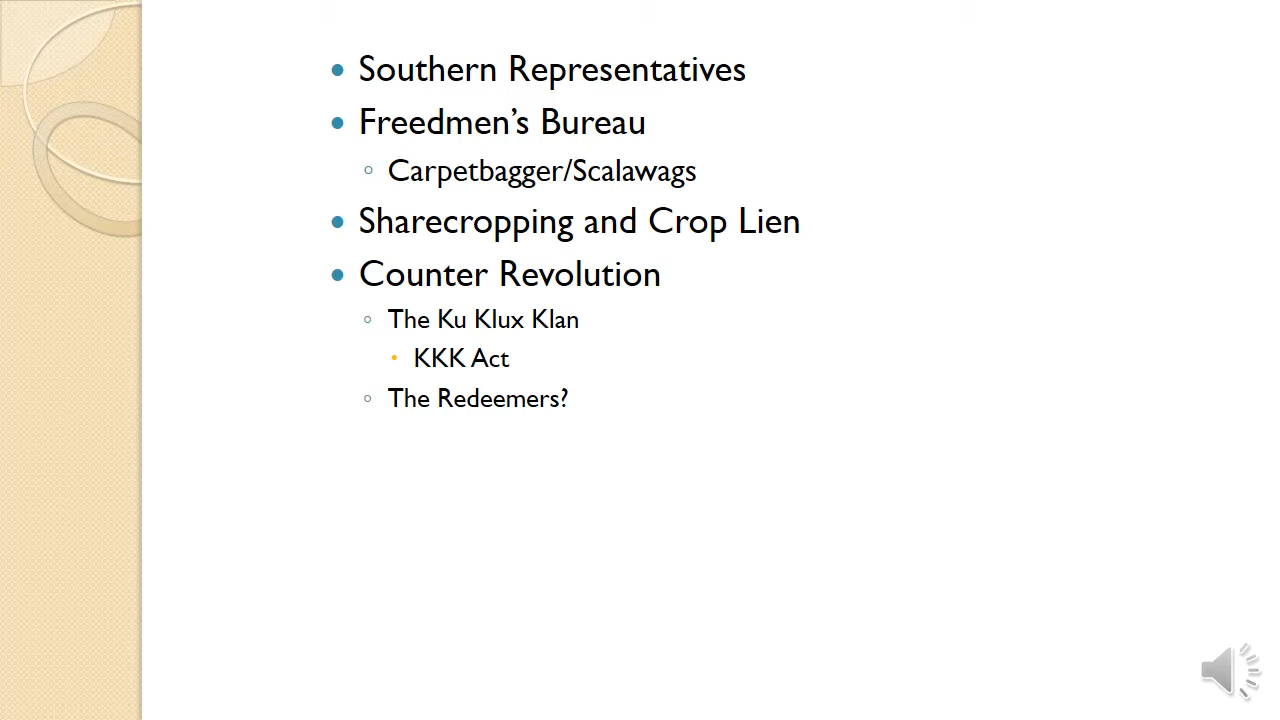 Southern Representatives
Freedmen’s Bureau
Carpetbagger/Scalawags
Sharecropping and Crop Lien
Counter Revolution
The Ku Klux Klan
KKK Act
The Redeemers?